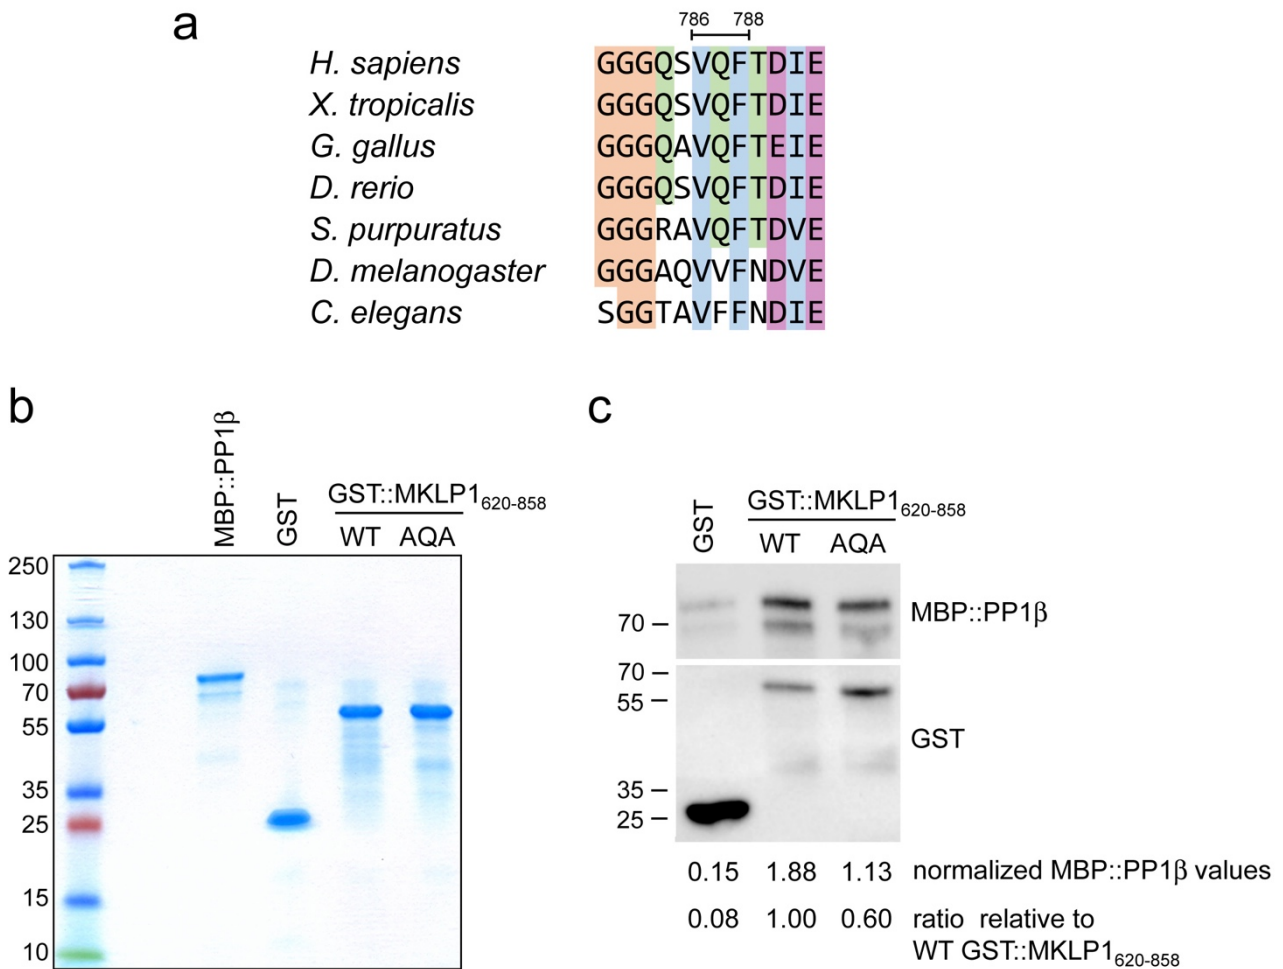 a
786 788
H. sapiens GGGQSVQFTDIE
X. tropicalis GGGQSVQFTDIE
G. gallus GGGQAVQFTEIE
D. rerio GGGQSVQFTDIE
S. purpuratus GGGRAVQFTDVE
D. melanogaster GGGAQVVFNDVE
C. elegans SGGTAVFFNDIE
b
MBP::PP1β
GST
GST::MKLP1620-858
WT AQA
250
130
100
70
55
35
25
15
10
c
GST
GST::MKLP1620-858
WT AQA
70
MBP::PP1β
70
55
GST
35
25
0.15 1.88 1.13 normalized MBP::PP1β values
0.08 1.00 0.60 ratio relative to
WT GST::MKLP1620-858